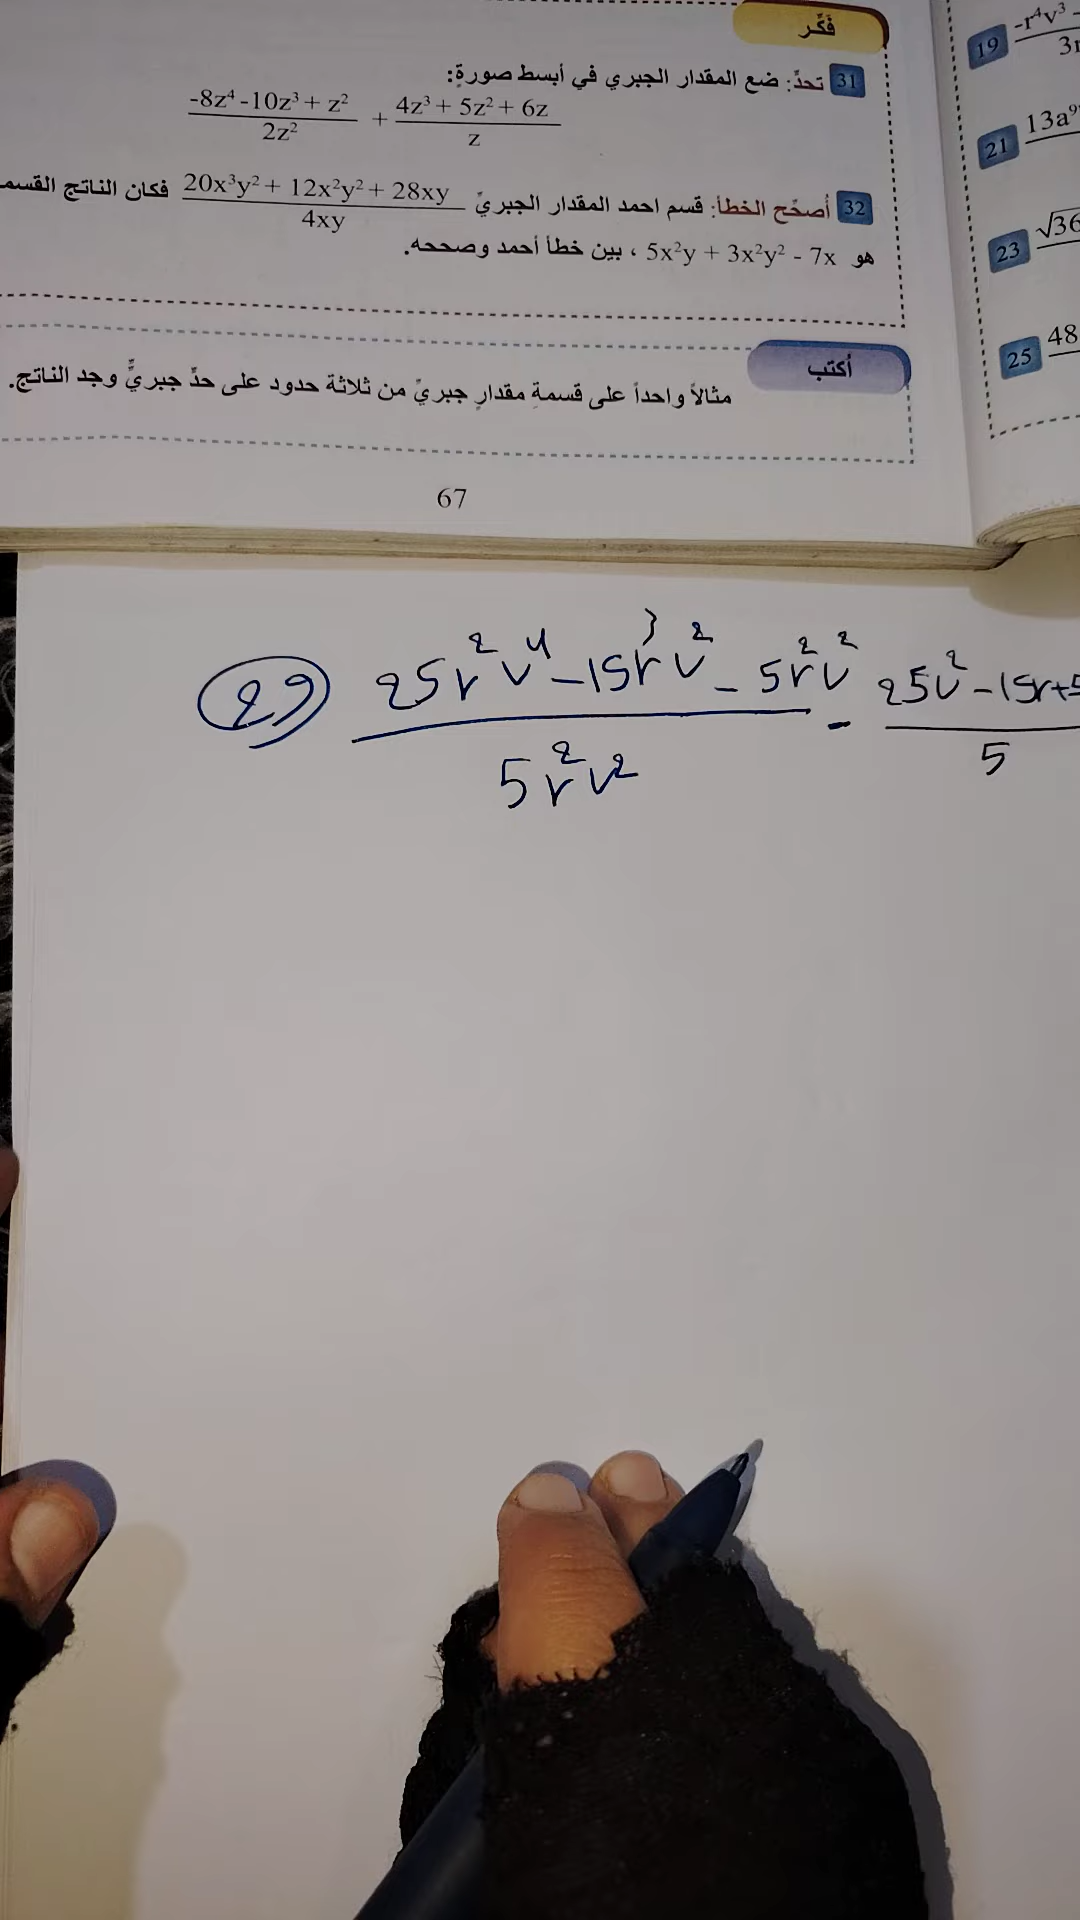 فَكِّر
31 تحدٍّ: ضع المقدار الجبري في أبسط صورةٍ:
-8z⁴ -10z³ + z² / 2z² + 4z³ + 5z² + 6z / z
32 أصحّح الخطأ: قسم احمد المقدار الجبريّ 20x³y² + 12x²y² + 28xy / 4xy فكان الناتج القسم
هو 5x²y + 3x²y² - 7x ، بين خطأ أحمد وصححه.
أكتب
مثالاً واحداً على قسمةِ مقدارٍ جبريّ من ثلاثة حدود على حدٍّ جبريٍّ وجد الناتج.
67
19 -r⁴v³
21 13a⁹
23 √36
25 48
29 25r²v⁴ - 15r³v² - 5r²v² / 5r²v² - 25v² - 15r + 5 / 5